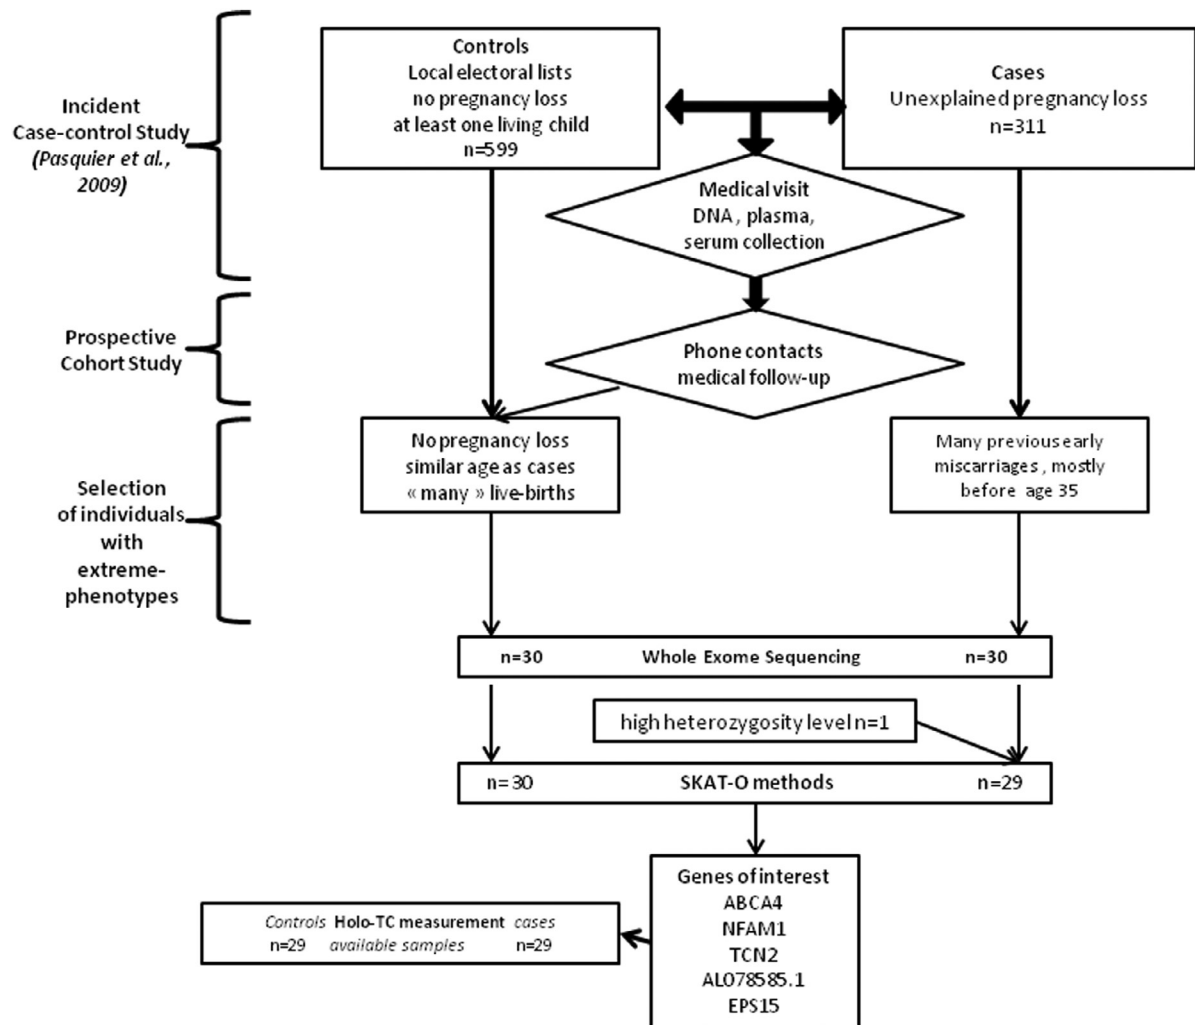 Incident
Case-control Study
(Pasquier et al.,
2009)
Controls
Local electoral lists
no pregnancy loss
at least one living child
n=599
Cases
Unexplained pregnancy loss
n=311
Medical visit
DNA , plasma,
serum collection
Prospective
Cohort Study
Phone contacts
medical follow-up
Selection
of individuals
with
extreme-
phenotypes
No pregnancy loss
similar age as cases
« many » live-births
Many previous early
miscarriages , mostly
before age 35
n=30 Whole Exome Sequencing n=30
high heterozygosity level n=1
n=30 SKAT-O methods n=29
Genes of interest
ABCA4
NFAM1
TCN2
AL078585.1
EPS15
Controls Holo-TC measurement cases
n=29 available samples n=29